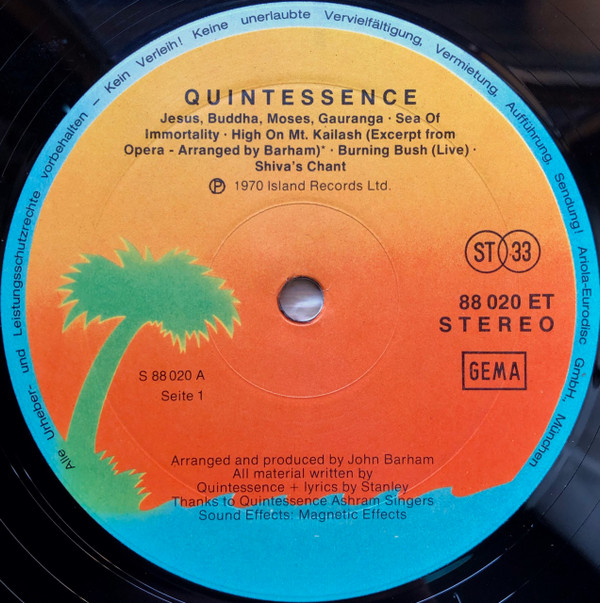 Alle Urheber- und Leistungsschutzrechte vorbehalten – Kein Verleih! Keine unerlaubte Vervielfältigung, Vermietung, Aufführung, Sendung! Ariola-Eurodisc GmbH., München
QUINTESSENCE
Jesus, Buddha, Moses, Gauranga · Sea Of
Immortality · High On Mt. Kailash (Excerpt from
Opera - Arranged by Barham)* · Burning Bush (Live) ·
Shiva's Chant
Ⓟ 1970 Island Records Ltd.
ST 33
88 020 ET
STEREO
GEMA
S 88 020 A
Seite 1
Arranged and produced by John Barham
All material written by
Quintessence + lyrics by Stanley
Thanks to Quintessence Ashram Singers
Sound Effects: Magnetic Effects